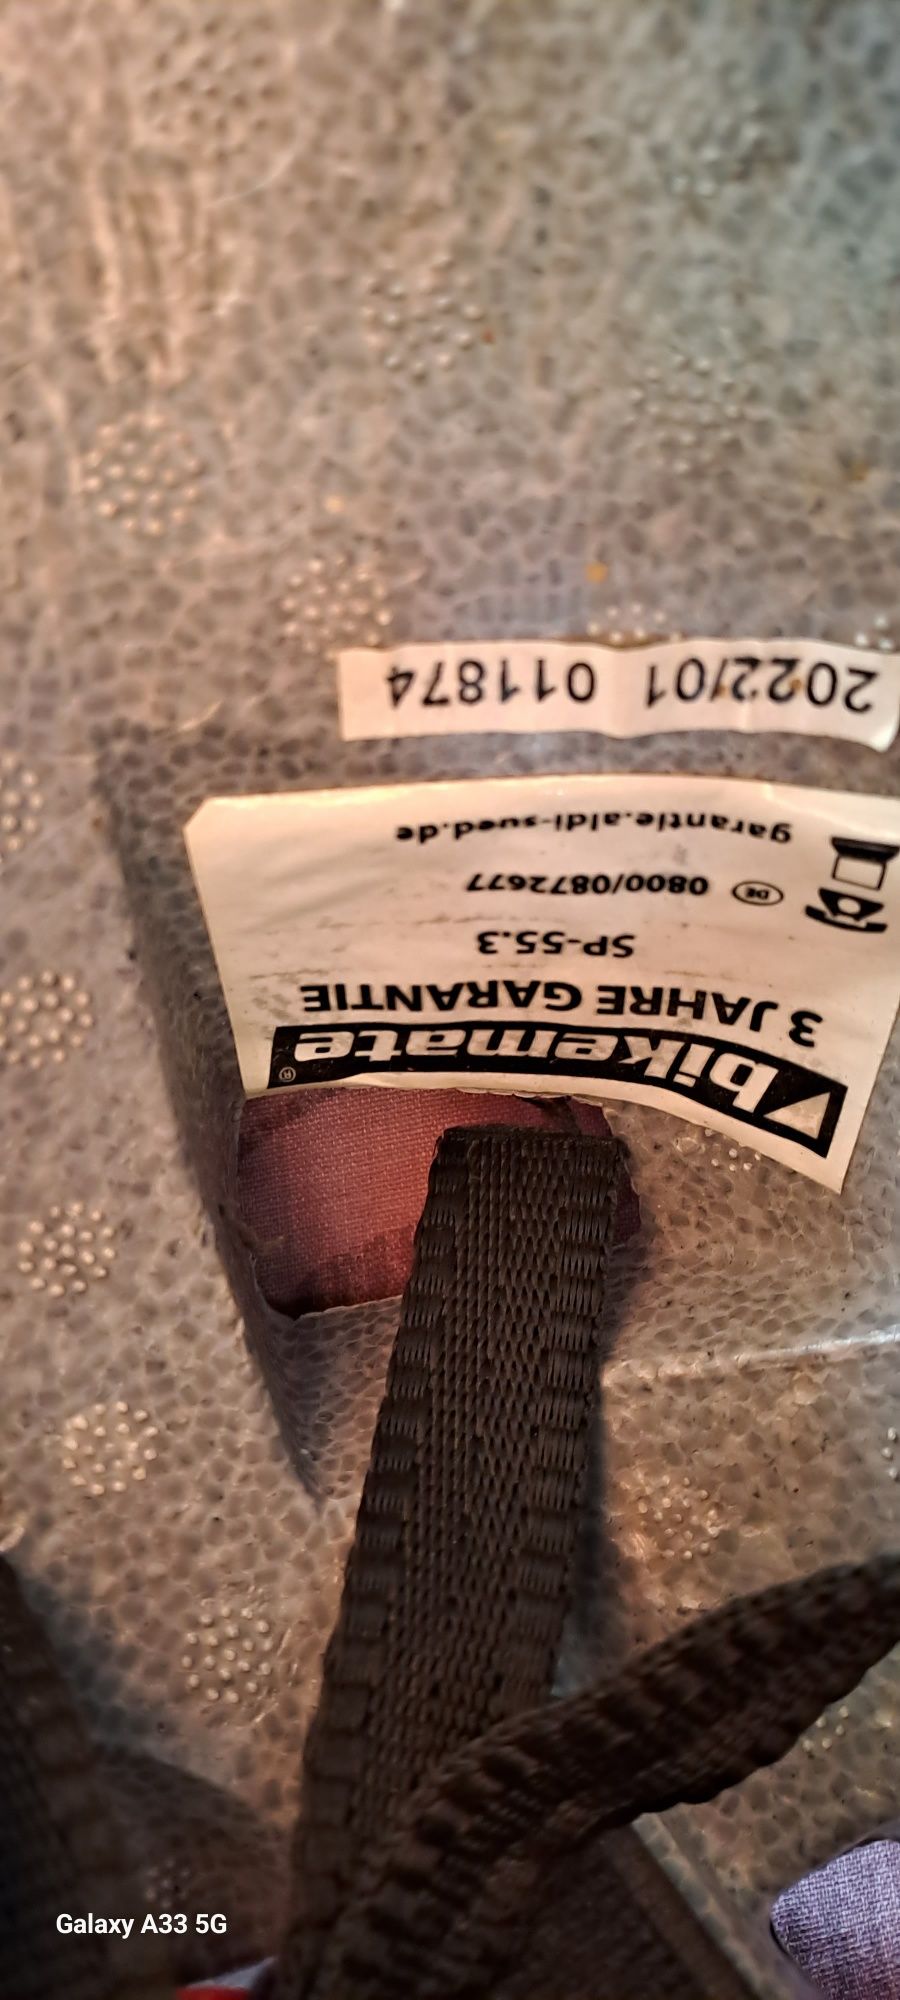 bikemate®
3 JAHRE GARANTIE
SP-55.3
DE 0800/0872677
garantie.aldi-sued.de
2022/01 011874
Galaxy A33 5G